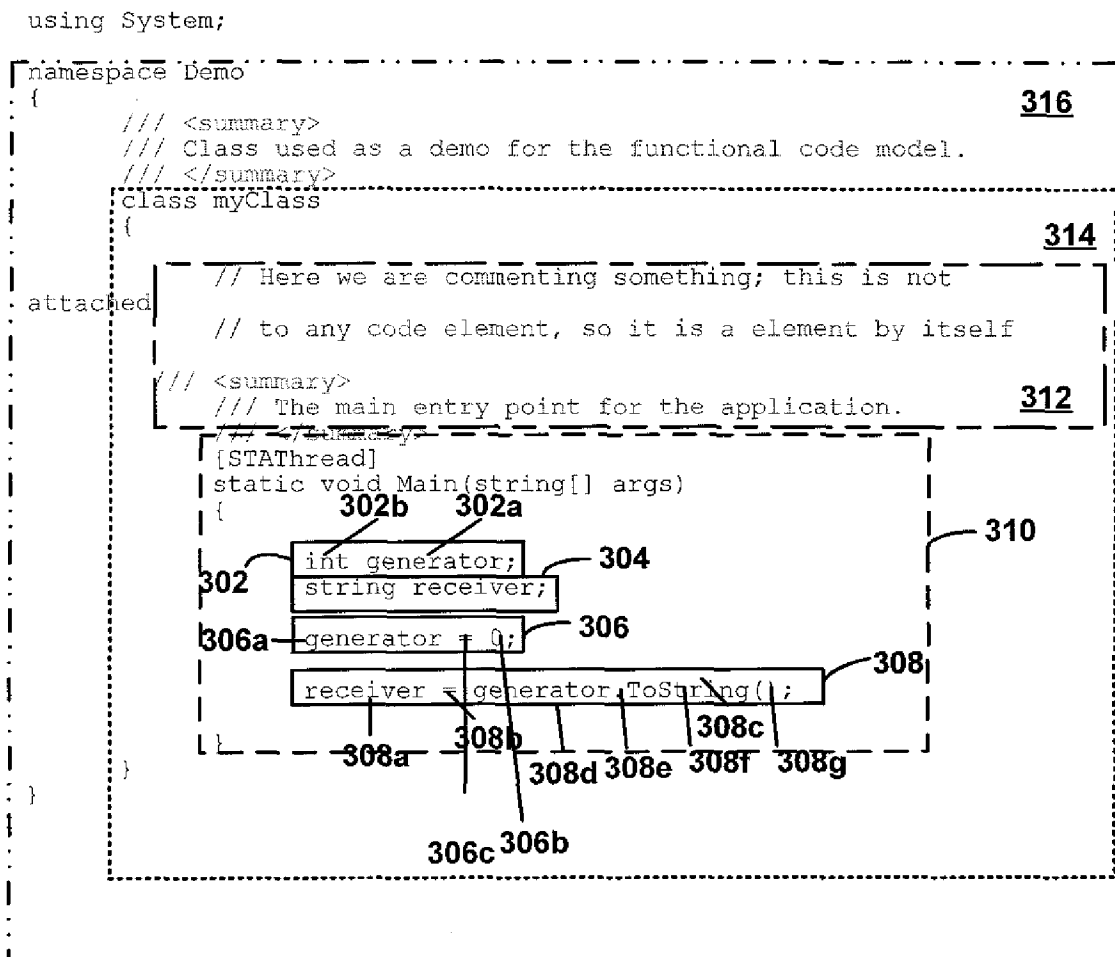 using System;
namespace Demo
{
316
/// <summary>
/// Class used as a demo for the functional code model.
/// </summary>
class myClass
{
314
// Here we are commenting something; this is not
attached
// to any code element, so it is a element by itself
/// <summary>
/// The main entry point for the application.
312
/// </summary>
[STAThread]
static void Main(string[] args)
{
302b 302a
310
int generator;
304
302
string receiver;
306a generator = 0; 306
308
receiver = generator.ToString();
308a 308b 308c
}
308d 308e 308f 308g
}
}
306c 306b